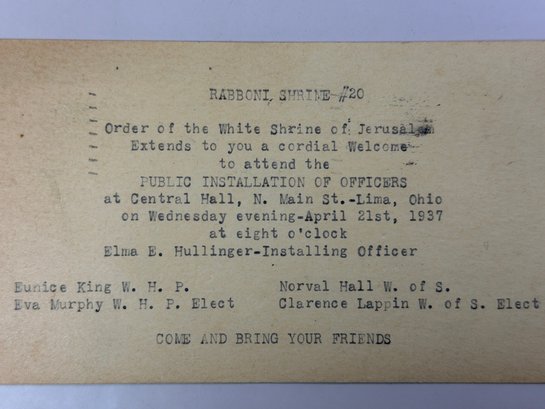 RABBONI SHRINE #20
Order of the White Shrine of Jerusalem
Extends to you a cordial Welcome
to attend the
PUBLIC INSTALLATION OF OFFICERS
at Central Hall, N. Main St.-Lima, Ohio
on Wednesday evening-April 21st, 1937
at eight o'clock
Elma E. Hullinger-Installing Officer
Eunice King W. H. P. Norval Hall W. of S.
Eva Murphy W. H. P. Elect Clarence Lappin W. of S. Elect
COME AND BRING YOUR FRIENDS